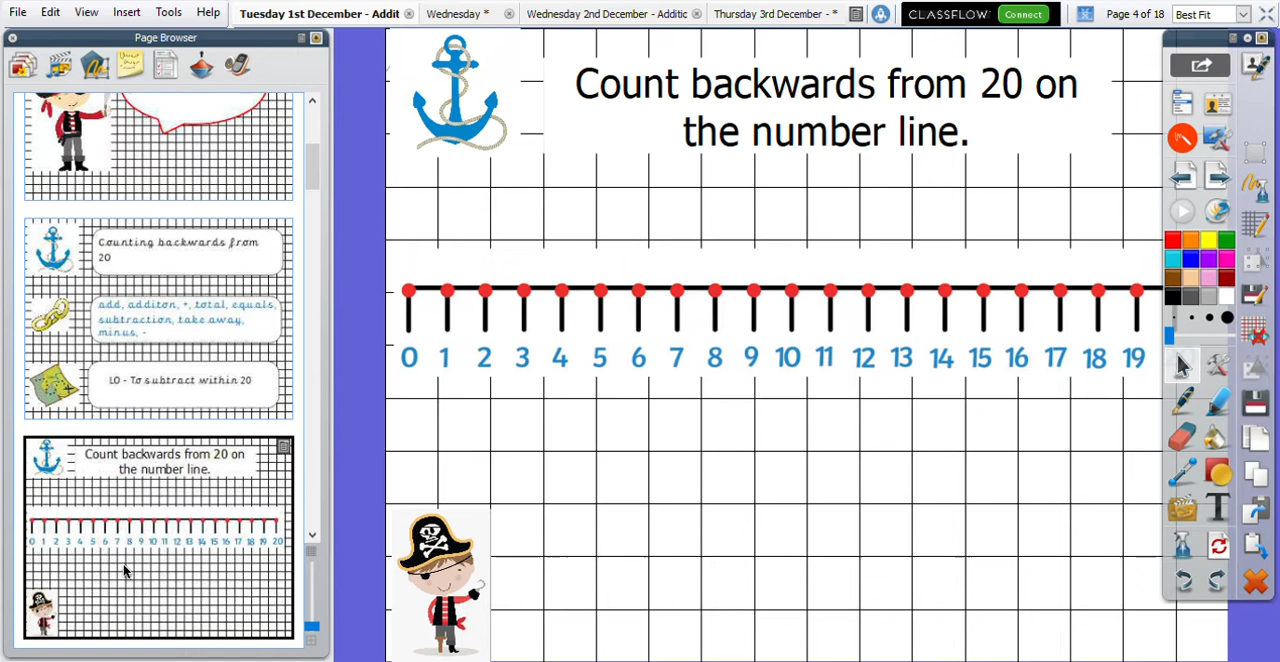 File Edit View Insert Tools Help
Tuesday 1st December - Addit
Wednesday *
Wednesday 2nd December - Additic
Thursday 3rd December - *
CLASSFLOW Connect
Page 4 of 18
Best Fit
Page Browser
Counting backwards from
20
add, additon, +, total, equals,
subtraction, take away,
minus, -
LO - To subtract within 20
Count backwards from 20 on
the number line.
0 1 2 3 4 5 6 7 8 9 10 11 12 13 14 15 16 17 18 19 20
Count backwards from 20 on
the number line.
0 1 2 3 4 5 6 7 8 9 10 11 12 13 14 15 16 17 18 19
T